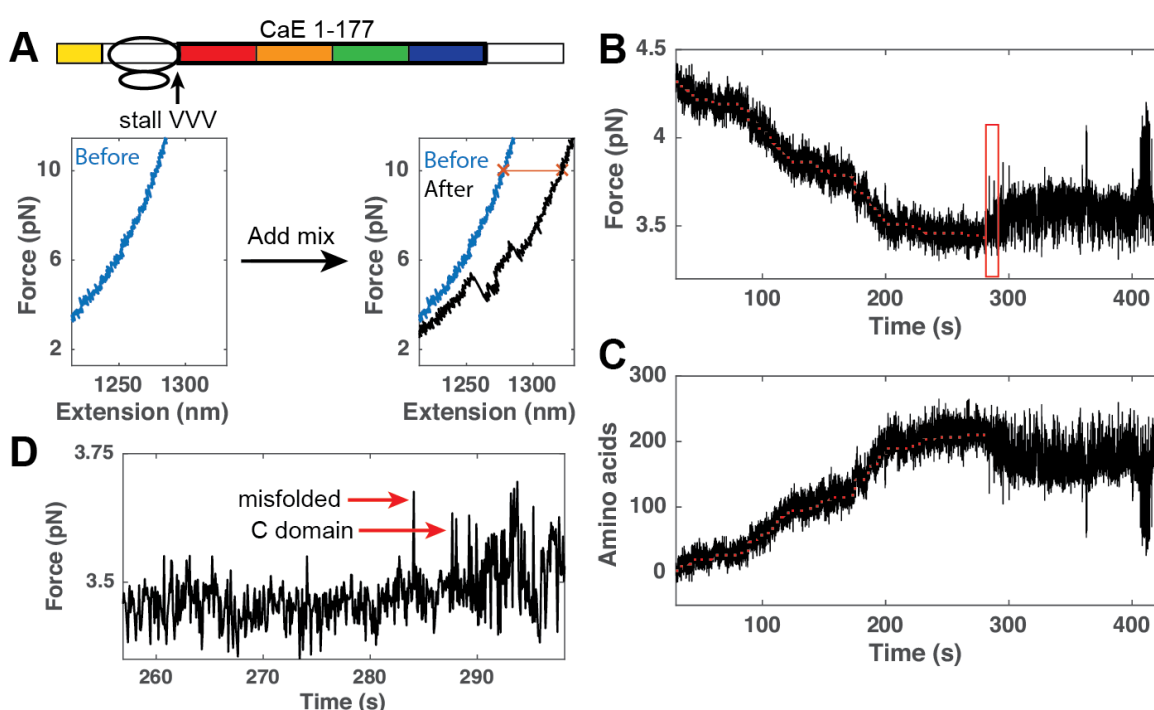 A
CaE 1-177
stall VVV
Before
Force (pN)
10
6
2
1250 1300
Extension (nm)
Add mix
Before
After
Force (pN)
10
6
2
1250 1300
Extension (nm)
B
Force (pN)
4.5
4
3.5
100 200 300 400
Time (s)
C
Amino acids
300
200
100
0
100 200 300 400
Time (s)
D
Force (pN)
3.75
3.5
misfolded
C domain
260 270 280 290
Time (s)